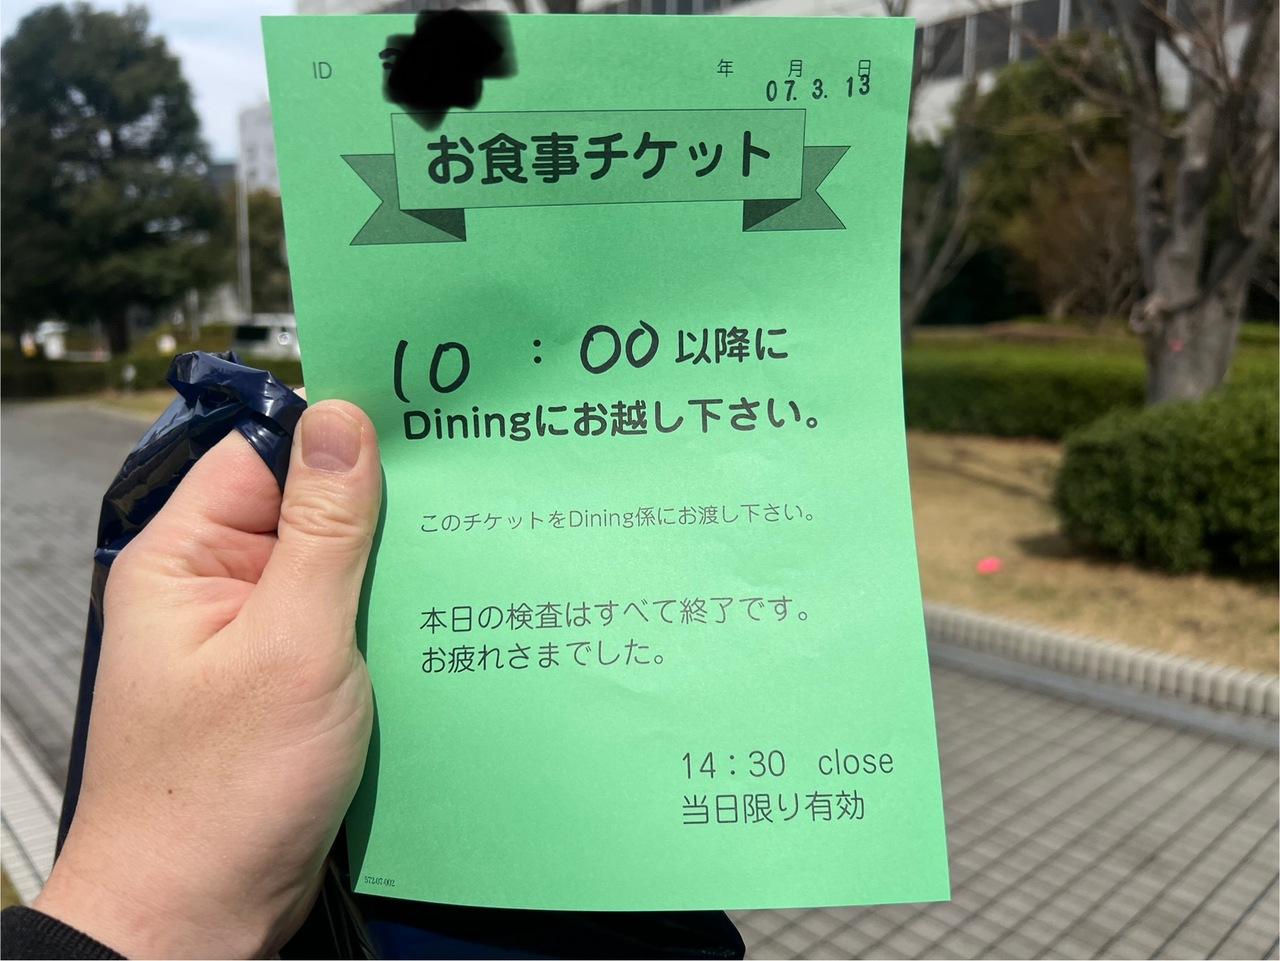 ID
年 月 日
07. 3. 13
お食事チケット
10 : 00 以降に
Diningにお越し下さい。
このチケットをDining係にお渡し下さい。
本日の検査はすべて終了です。
お疲れさまでした。
14：30 close
当日限り有効
572-07-002